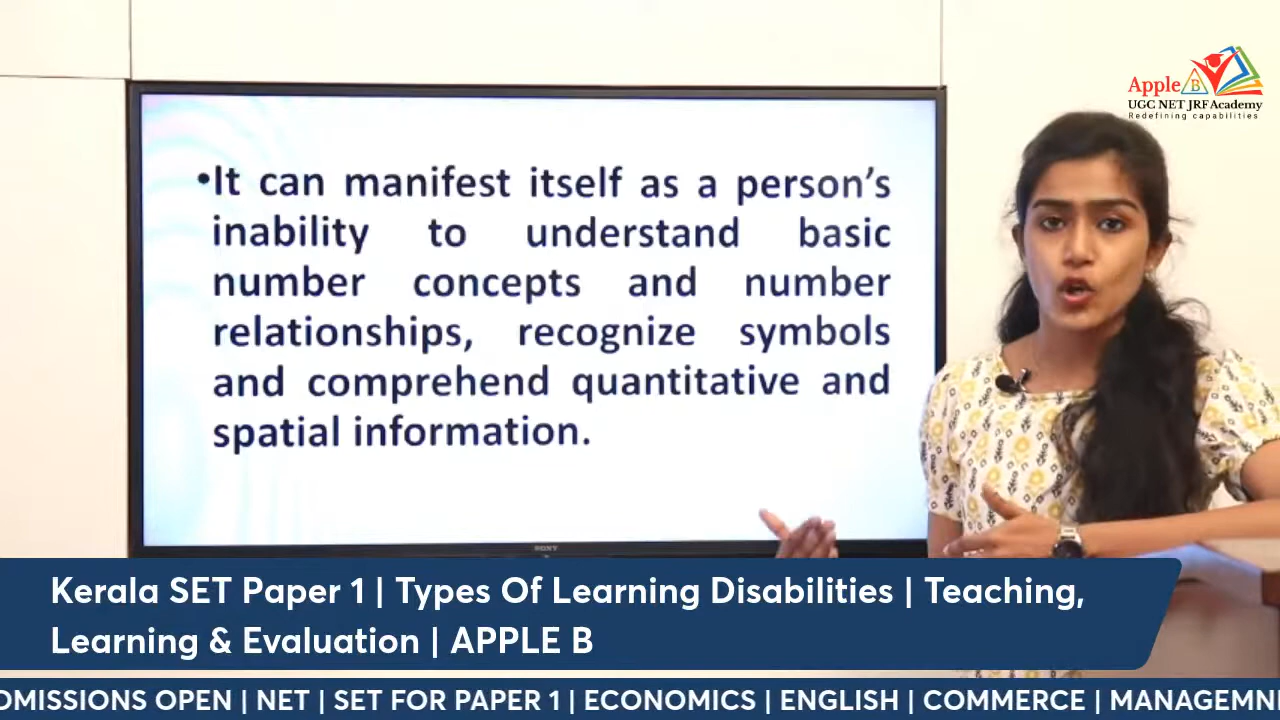 Apple B
UGC NET JRF Academy
Redefining capabilities
•It can manifest itself as a person’s
inability to understand basic
number concepts and number
relationships, recognize symbols
and comprehend quantitative and
spatial information.
SONY
Kerala SET Paper 1 | Types Of Learning Disabilities | Teaching,
Learning & Evaluation | APPLE B
DMISSIONS OPEN | NET | SET FOR PAPER 1 | ECONOMICS | ENGLISH | COMMERCE | MANAGEMN